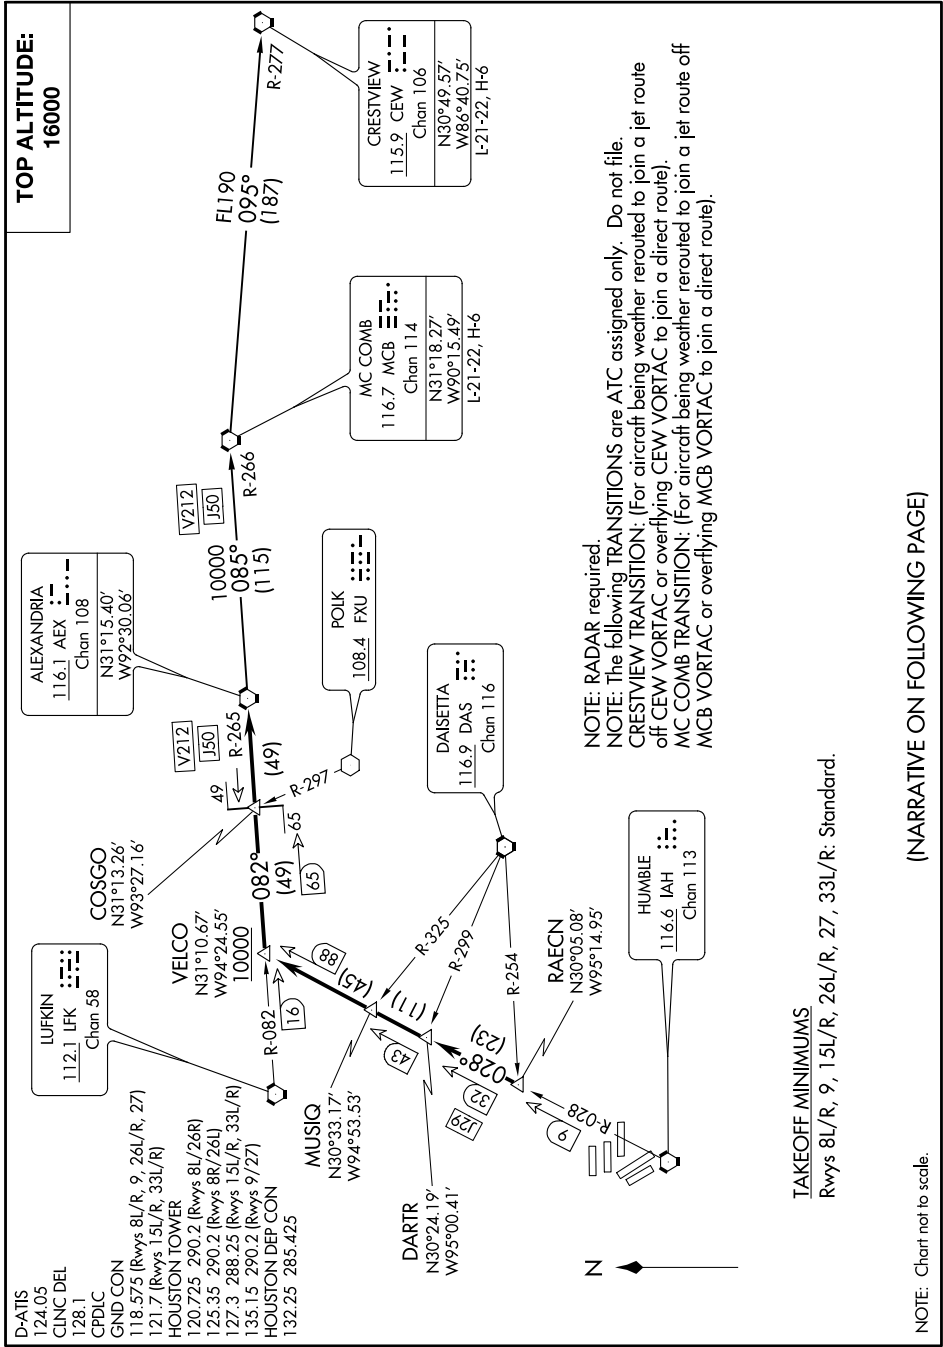 TOP ALTITUDE:
16000
D-ATIS
124.05
CLNC DEL
128.1
CPDLC
GND CON
118.575 (Rwys 8L/R, 9, 26L/R, 27)
121.7 (Rwys 15L/R, 33L/R)
HOUSTON TOWER
120.725 290.2 (Rwys 8L/26R)
125.35 290.2 (Rwys 8R/26L)
127.3 288.25 (Rwys 15L/R, 33L/R)
135.15 290.2 (Rwys 9/27)
HOUSTON DEP CON
132.25 285.425
LUFKIN
112.1 LFK
Chan 58
R-082
16
VELCO
N31°10.67'
W94°24.55'
10000
COSGO
N31°13.26'
W93°27.16'
082°
(49)
65
65
49
R-265
(49)
V212
J50
ALEXANDRIA
116.1 AEX
Chan 108
N31°15.40'
W92°30.06'
10000
085°
(115)
V212
J50
R-266
MC COMB
116.7 MCB
Chan 114
N31°18.27'
W90°15.49'
L-21-22, H-6
FL190
095°
(187)
R-277
CRESTVIEW
115.9 CEW
Chan 106
N30°49.57'
W86°40.75'
L-21-22, H-6
POLK
108.4 FXU
R-297
DAISETTA
116.9 DAS
Chan 116
R-325
R-299
R-254
88
(45)
MUSIQ
N30°33.17'
W94°53.53'
(11)
43
DARTR
N30°24.19'
W95°00.41'
(23)
028°
32
J29
RAECN
N30°05.08'
W95°14.95'
9
R-028
HUMBLE
116.6 IAH
Chan 113
N
NOTE: RADAR required.
NOTE: The following TRANSITIONS are ATC assigned only. Do not file.
CRESTVIEW TRANSITION: (For aircraft being weather rerouted to join a jet route
off CEW VORTAC or overflying CEW VORTAC to join a direct route).
MC COMB TRANSITION: (For aircraft being weather rerouted to join a jet route off
MCB VORTAC or overflying MCB VORTAC to join a direct route).
TAKEOFF MINIMUMS
Rwys 8L/R, 9, 15L/R, 26L/R, 27, 33L/R: Standard.
(NARRATIVE ON FOLLOWING PAGE)
NOTE: Chart not to scale.